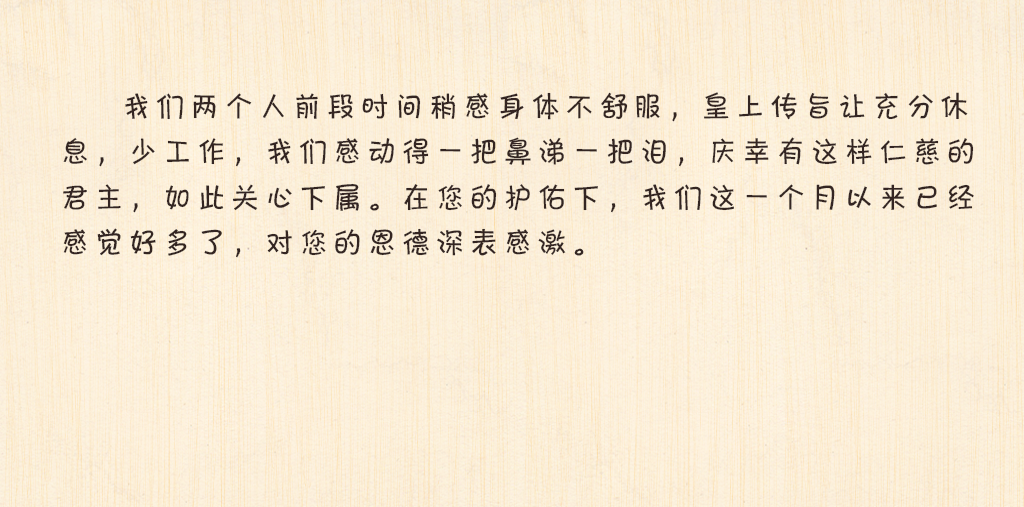 我们两个人前段时间稍感身体不舒服，皇上传旨让充分休
息，少工作，我们感动得一把鼻涕一把泪，庆幸有这样仁慈的
君主，如此关心下属。在您的护佑下，我们这一个月以来已经
感觉好多了，对您的恩德深表感激。